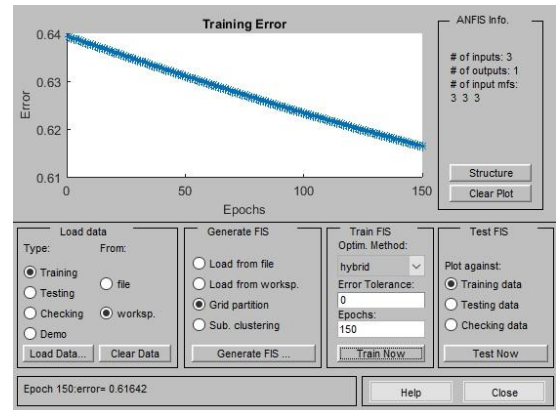 Training Error
0.64
0.63
0.62
0.61
Error
0
50
100
150
Epochs
ANFIS Info.
# of inputs: 3
# of outputs: 1
# of input mfs:
3 3 3
Structure
Clear Plot
Load data
Type:
From:
Training
Testing
Checking
Demo
file
worksp.
Load Data...
Clear Data
Generate FIS
Load from file
Load from worksp.
Grid partition
Sub. clustering
Generate FIS ...
Train FIS
Optim. Method:
hybrid
Error Tolerance:
0
Epochs:
150
Train Now
Test FIS
Plot against:
Training data
Testing data
Checking data
Test Now
Epoch 150:error= 0.61642
Help
Close